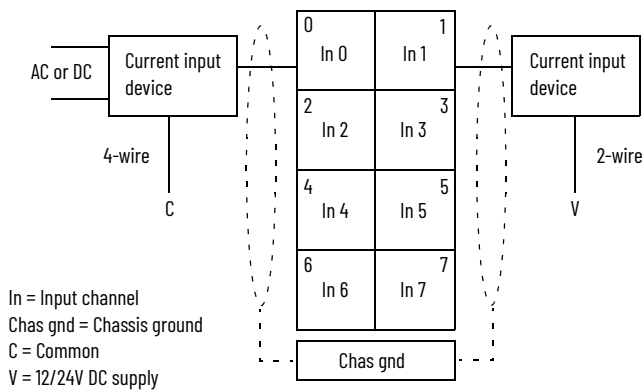 0
In 0
1
In 1
AC or DC
Current input
device
Current input
device
2
In 2
3
In 3
4-wire
2-wire
C
V
4
In 4
5
In 5
6
In 6
7
In 7
Chas gnd
In = Input channel
Chas gnd = Chassis ground
C = Common
V = 12/24V DC supply